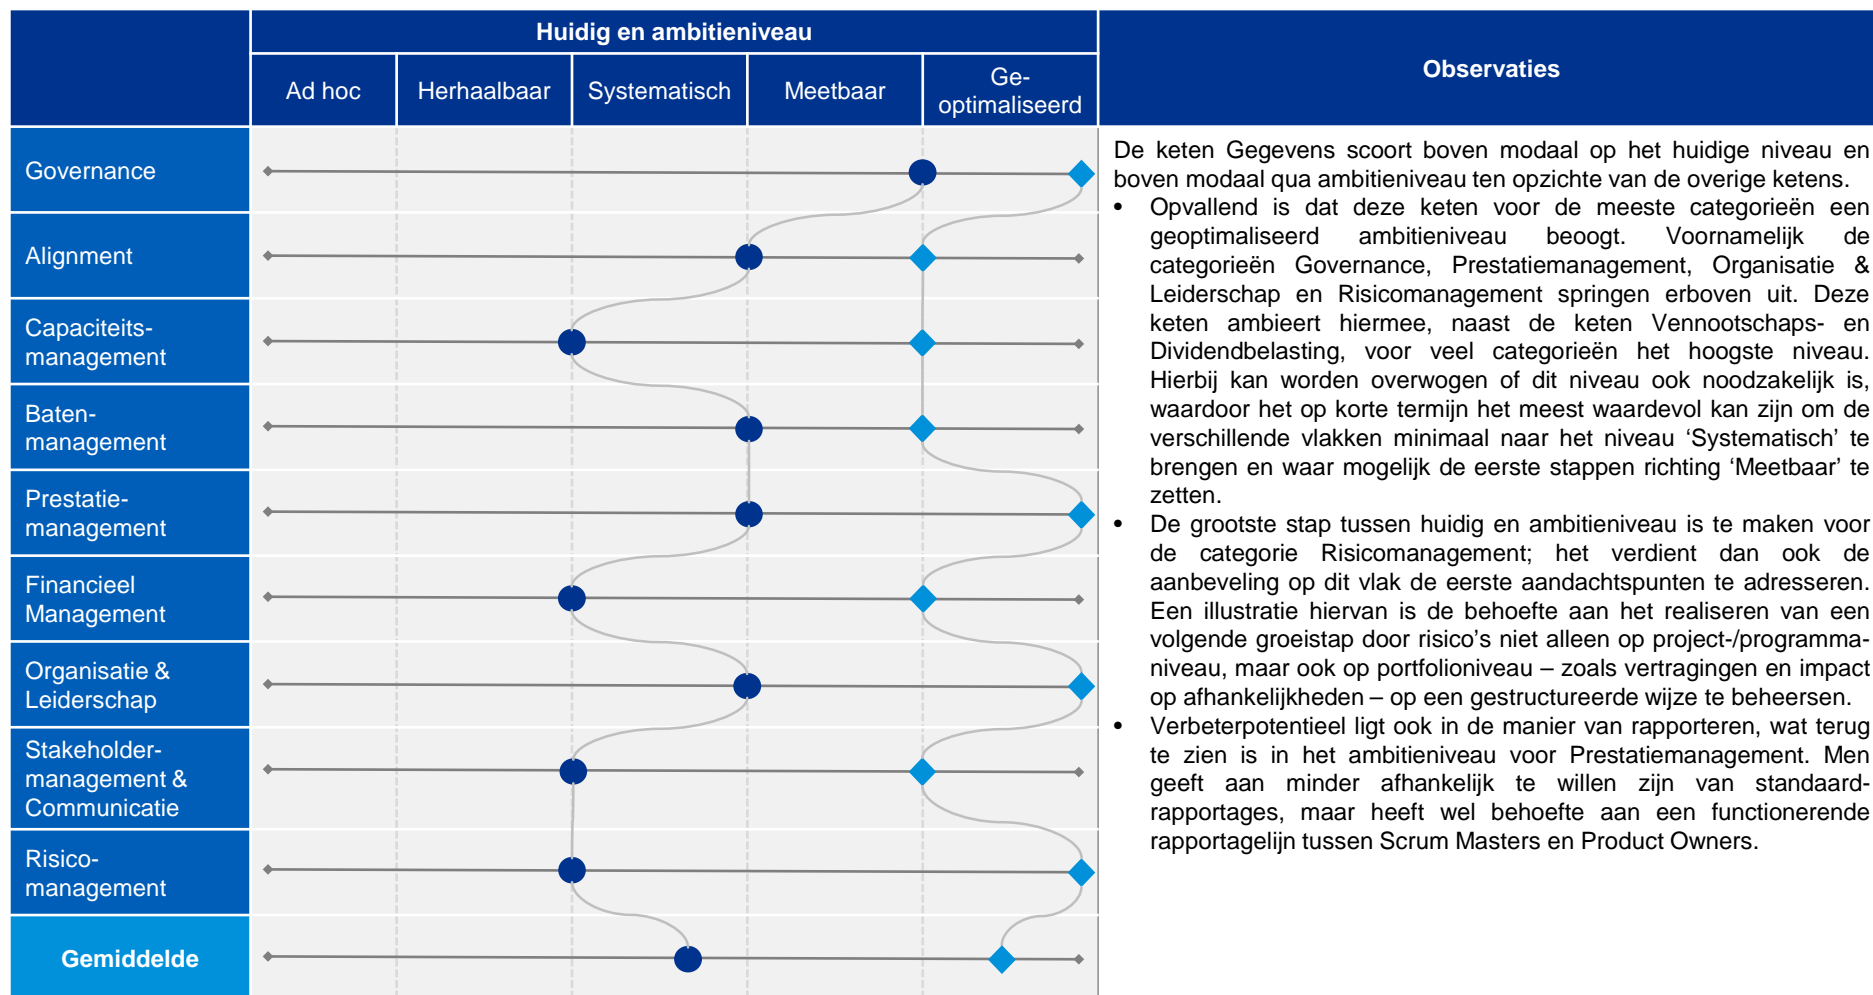 Huidig en ambitieniveau
Observaties
Ad hoc
Herhaalbaar
Systematisch
Meetbaar
Ge-
optimaliseerd
Governance
Alignment
Capaciteits-
management
Baten-
management
Prestatie-
management
Financieel
Management
Organisatie &
Leiderschap
Stakeholder-
management &
Communicatie
Risico-
management
Gemiddelde
De keten Gegevens scoort boven modaal op het huidige niveau en
boven modaal qua ambitieniveau ten opzichte van de overige ketens.
• Opvallend is dat deze keten voor de meeste categorieën een
geoptimaliseerd ambitieniveau beoogt. Voornamelijk de
categorieën Governance, Prestatiemanagement, Organisatie &
Leiderschap en Risicomanagement springen erboven uit. Deze
keten ambieert hiermee, naast de keten Vennootschaps- en
Dividendbelasting, voor veel categorieën het hoogste niveau.
Hierbij kan worden overwogen of dit niveau ook noodzakelijk is,
waardoor het op korte termijn het meest waardevol kan zijn om de
verschillende vlakken minimaal naar het niveau ‘Systematisch’ te
brengen en waar mogelijk de eerste stappen richting ‘Meetbaar’ te
zetten.
• De grootste stap tussen huidig en ambitieniveau is te maken voor
de categorie Risicomanagement; het verdient dan ook de
aanbeveling op dit vlak de eerste aandachtspunten te adresseren.
Een illustratie hiervan is de behoefte aan het realiseren van een
volgende groeistap door risico’s niet alleen op project-/programma-
niveau, maar ook op portfolioniveau – zoals vertragingen en impact
op afhankelijkheden – op een gestructureerde wijze te beheersen.
• Verbeterpotentieel ligt ook in de manier van rapporteren, wat terug
te zien is in het ambitieniveau voor Prestatiemanagement. Men
geeft aan minder afhankelijk te willen zijn van standaard-
rapportages, maar heeft wel behoefte aan een functionerende
rapportagelijn tussen Scrum Masters en Product Owners.